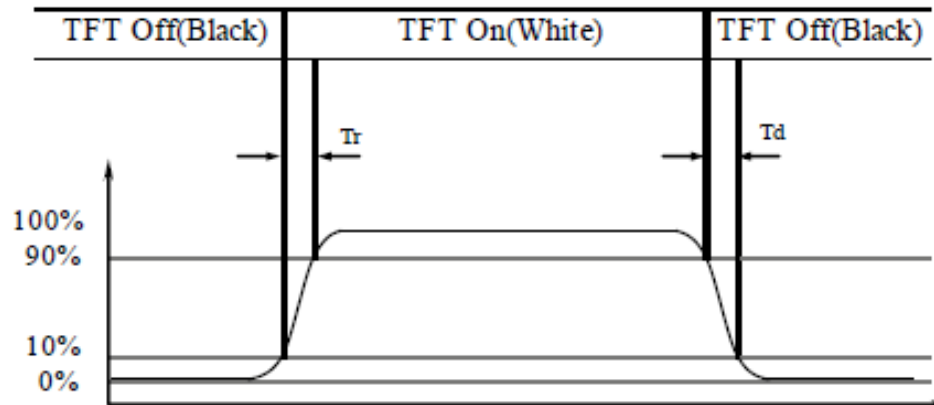 TFT Off(Black) TFT On(White) TFT Off(Black)
Tr Td
100%
90%
10%
0%